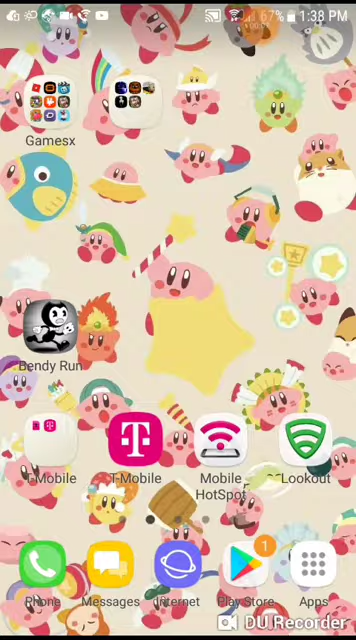 67% 1:38 PM
Gamesx
Bendy Run
T-Mobile
T-Mobile
Mobile HotSpot
Lookout
1
Phone
Messages
Internet
Play Store
Apps
DU Recorder